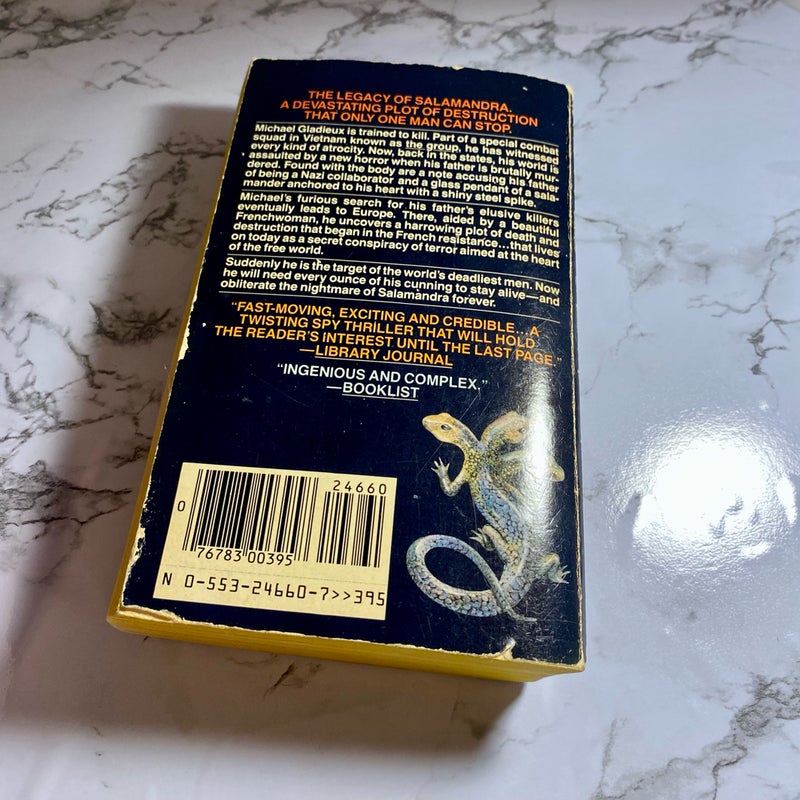 THE LEGACY OF SALAMANDRA.
A DEVASTATING PLOT OF DESTRUCTION
THAT ONLY ONE MAN CAN STOP.
Michael Gladieux is trained to kill. Part of a special combat
squad in Vietnam known as the group, he has witnessed
every kind of atrocity. Now, back in the states, his world is
assaulted by a new horror when his father is brutally mur-
dered. Found with the body are a note accusing his father
of being a Nazi collaborator and a glass pendant of a sala-
mander anchored to his heart with a shiny steel spike.
Michael's furious search for his father's elusive killers
eventually leads to Europe. There, aided by a beautiful
Frenchwoman, he uncovers a harrowing plot of death and
destruction that began in the French resistance...that lives
on today as a secret conspiracy of terror aimed at the heart
of the free world.
Suddenly he is the target of the world's deadliest men. Now
he will need every ounce of his cunning to stay alive—and
obliterate the nightmare of Salamandra forever.
"FAST-MOVING, EXCITING AND CREDIBLE...A
TWISTING SPY THRILLER THAT WILL HOLD
THE READER'S INTEREST UNTIL THE LAST PAGE."
—LIBRARY JOURNAL
"INGENIOUS AND COMPLEX."
—BOOKLIST
24660
0
76783 00395
N 0-553-24660-7>>395